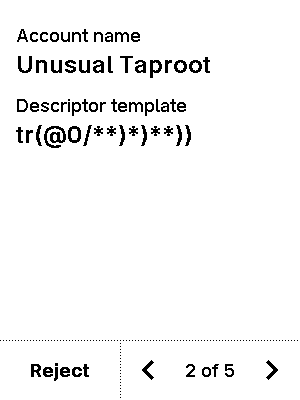 Account name
Unusual Taproot
Descriptor template
tr(@0/**)*)**))
Reject
2 of 5